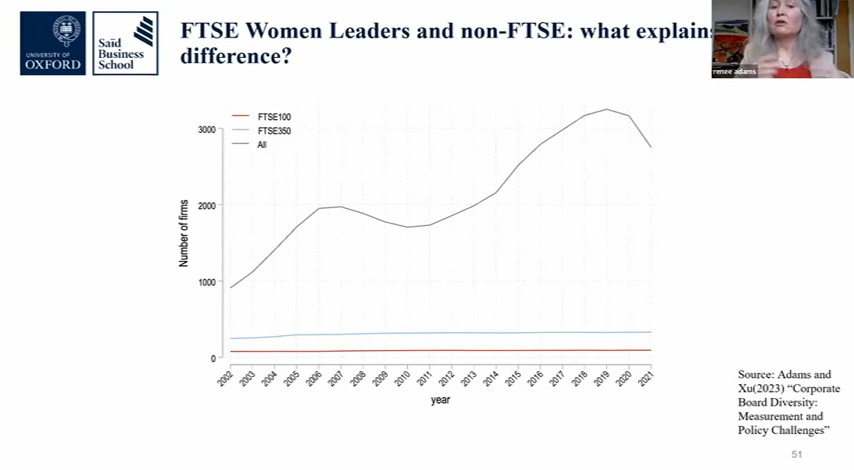 UNIVERSITY OF
OXFORD
Saïd
Business
School
FTSE Women Leaders and non-FTSE: what explains
difference?
renee adams
FTSE100
FTSE350
All
Number of firms
3000
2000
1000
0
2002 2003 2004 2005 2006 2007 2008 2009 2010 2011 2012 2013 2014 2015 2016 2017 2018 2019 2020 2021
year
Source: Adams and
Xu(2023) “Corporate
Board Diversity:
Measurement and
Policy Challenges”
51